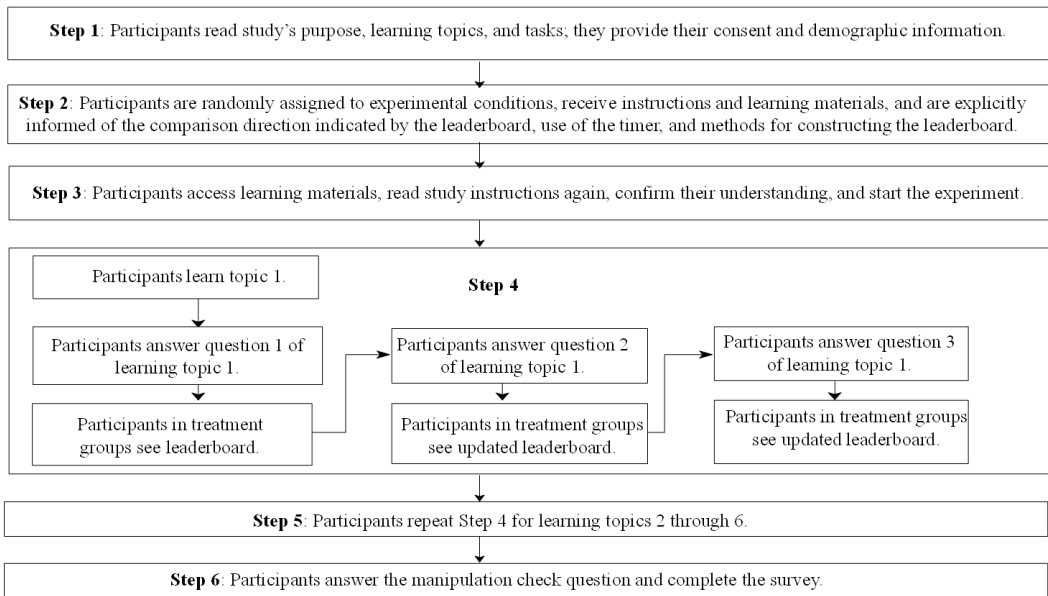 Step 1: Participants read study's purpose, learning topics, and tasks; they provide their consent and demographic information.
Step 2: Participants are randomly assigned to experimental conditions, receive instructions and learning materials, and are explicitly
informed of the comparison direction indicated by the leaderboard, use of the timer, and methods for constructing the leaderboard.
Step 3: Participants access learning materials, read study instructions again, confirm their understanding, and start the experiment.
Step 4
Participants learn topic 1.
Participants answer question 1 of
learning topic 1.
Participants in treatment
groups see leaderboard.
Participants answer question 2
of learning topic 1.
Participants in treatment groups
see updated leaderboard.
Participants answer question 3
of learning topic 1.
Participants in treatment groups
see updated leaderboard.
Step 5: Participants repeat Step 4 for learning topics 2 through 6.
Step 6: Participants answer the manipulation check question and complete the survey.